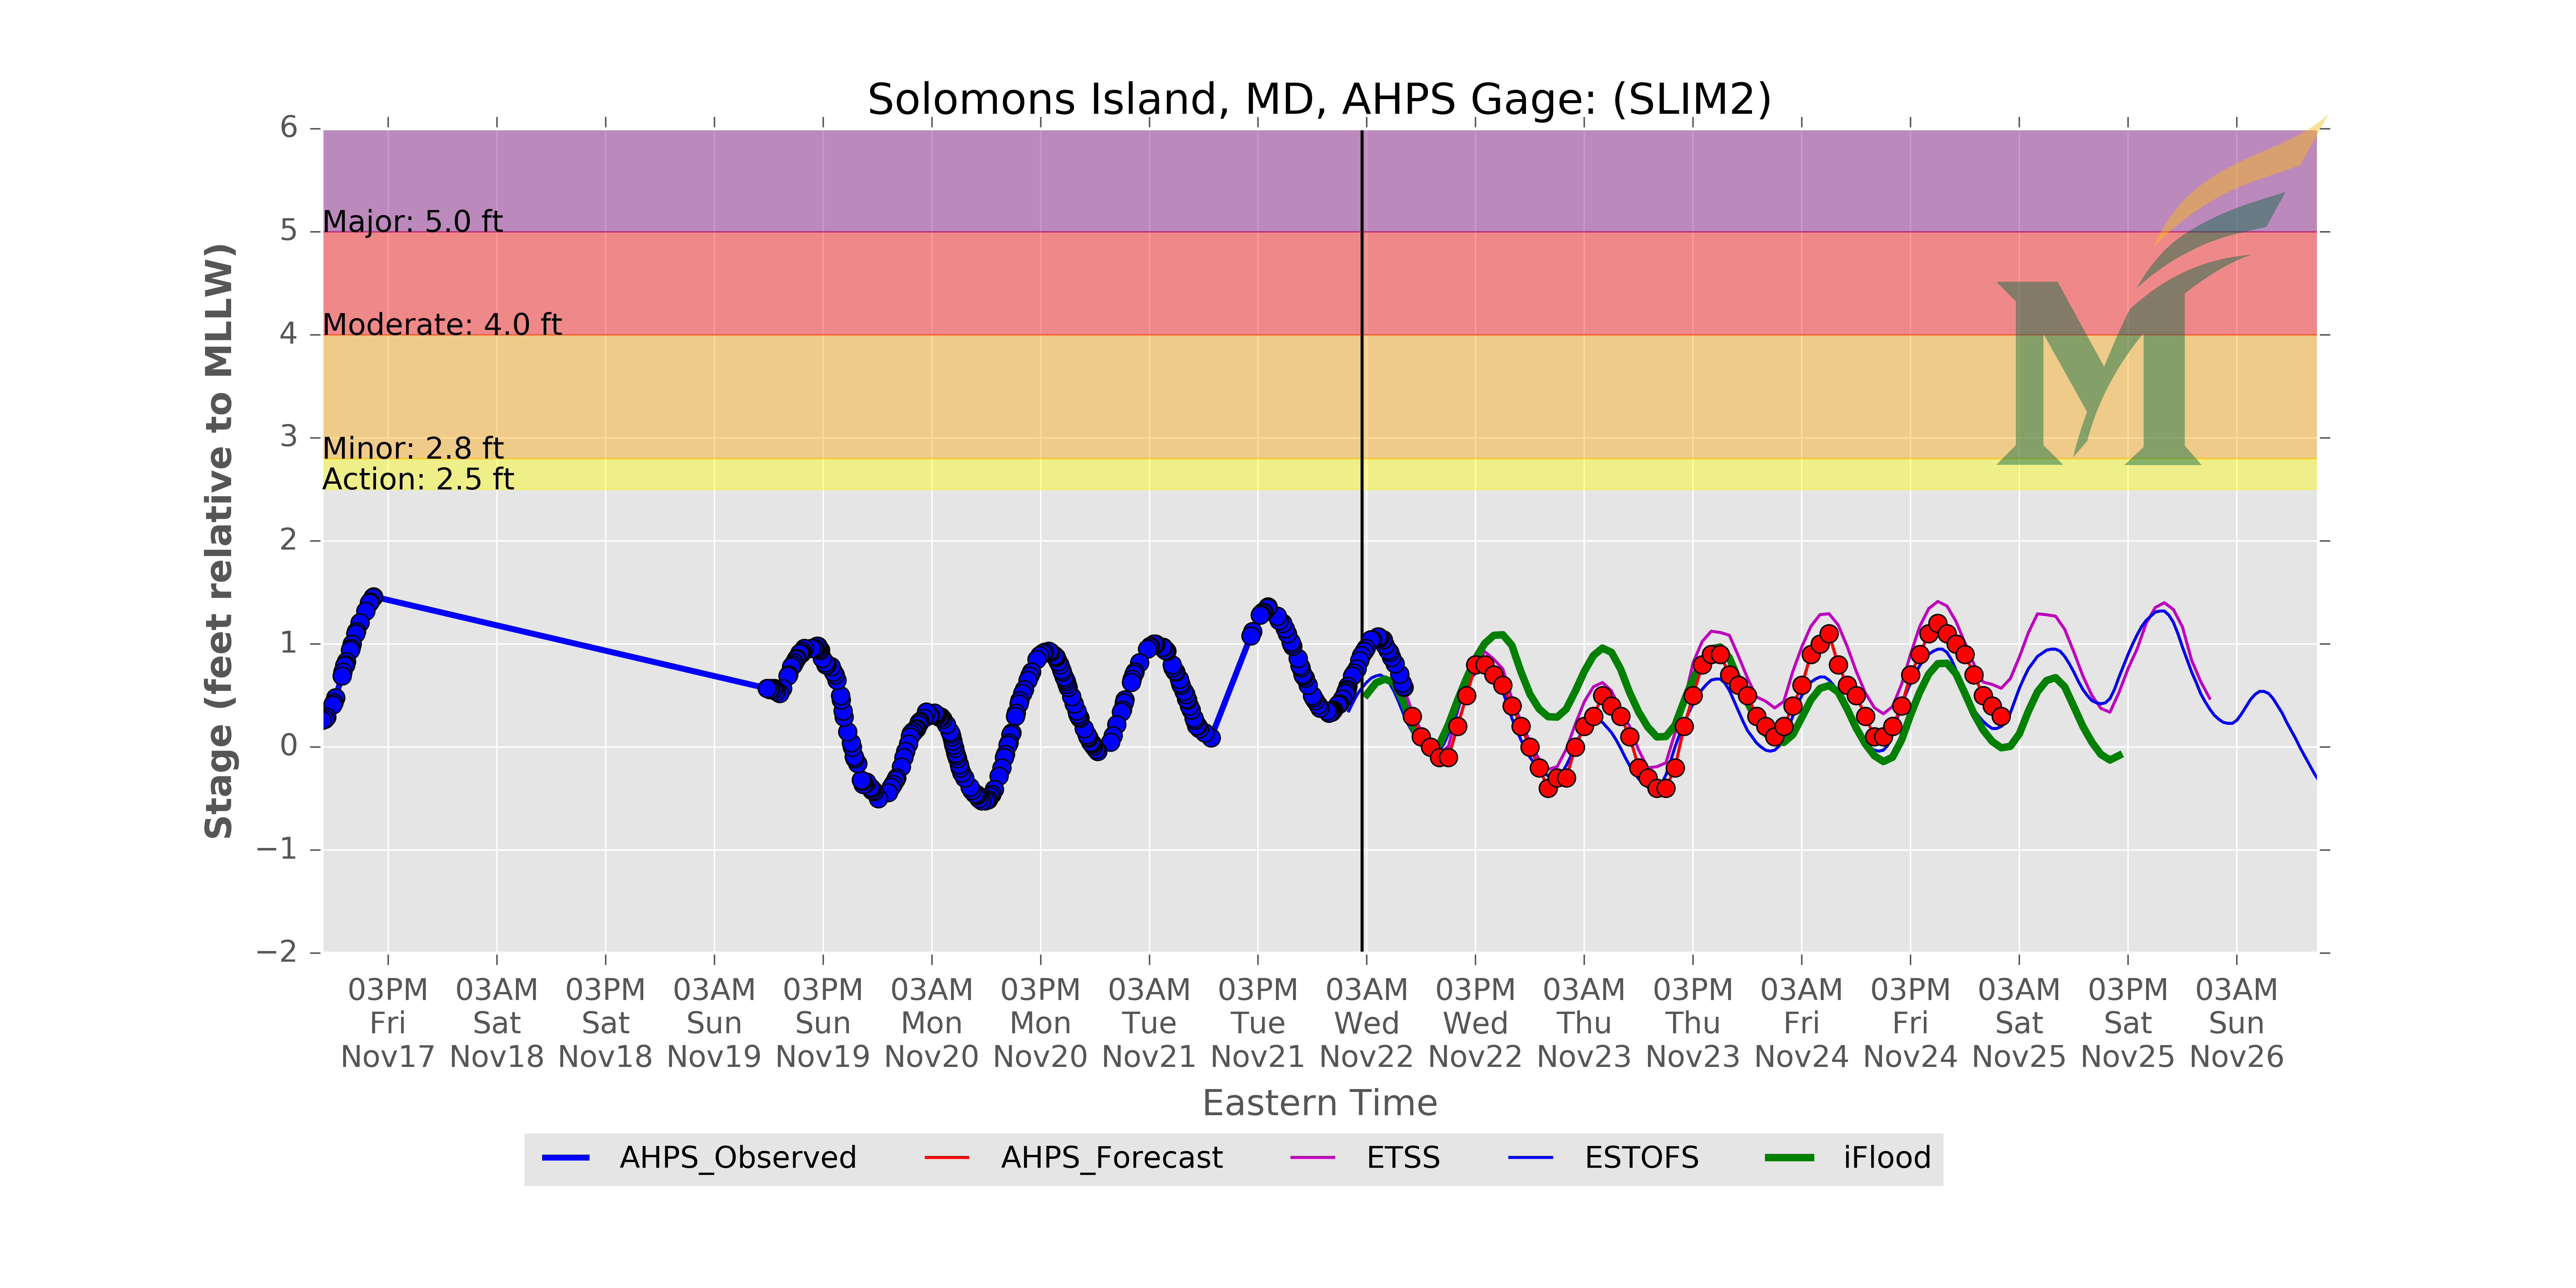 Solomons Island, MD, AHPS Gage: (SLIM2)
6
5
4
3
2
1
0
−1
−2
Stage (feet relative to MLLW)
Major: 5.0 ft
Moderate: 4.0 ft
Minor: 2.8 ft
Action: 2.5 ft
M
03PM 03AM 03PM 03AM 03PM 03AM 03PM 03AM 03PM 03AM 03PM 03AM 03PM 03AM 03PM 03AM 03PM 03AM
Fri Sat Sat Sun Sun Mon Mon Tue Tue Wed Wed Thu Thu Fri Fri Sat Sat Sun
Nov17 Nov18 Nov18 Nov19 Nov19 Nov20 Nov20 Nov21 Nov21 Nov22 Nov22 Nov23 Nov23 Nov24 Nov24 Nov25 Nov25 Nov26
Eastern Time
AHPS_Observed AHPS_Forecast ETSS ESTOFS iFlood